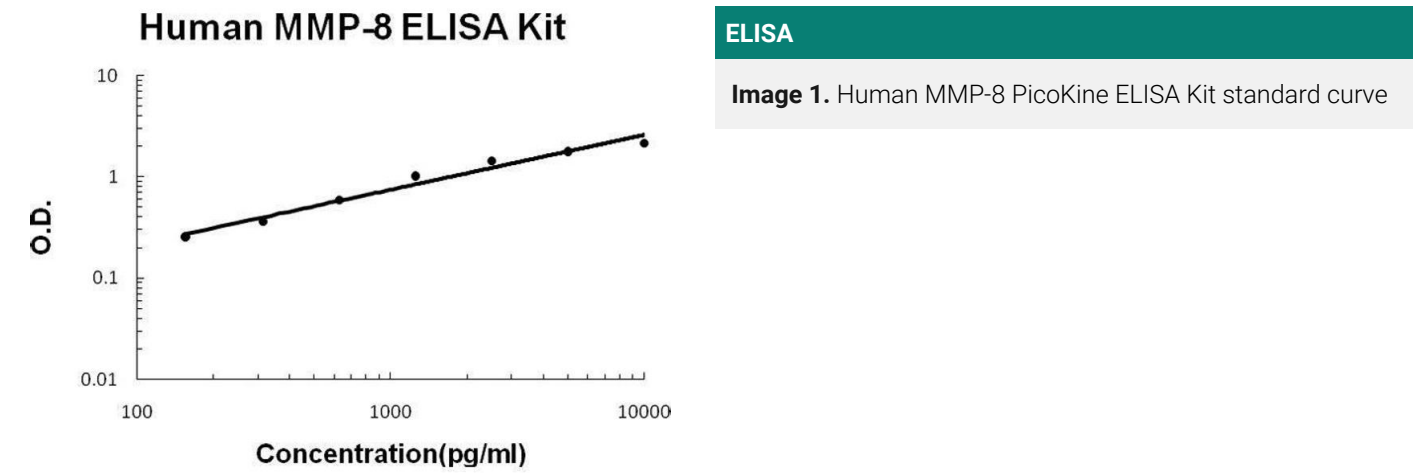 Human MMP-8 ELISA Kit
10
1
0.1
0.01
O.D.
100
1000
10000
Concentration(pg/ml)
ELISA
Image 1. Human MMP-8 PicoKine ELISA Kit standard curve